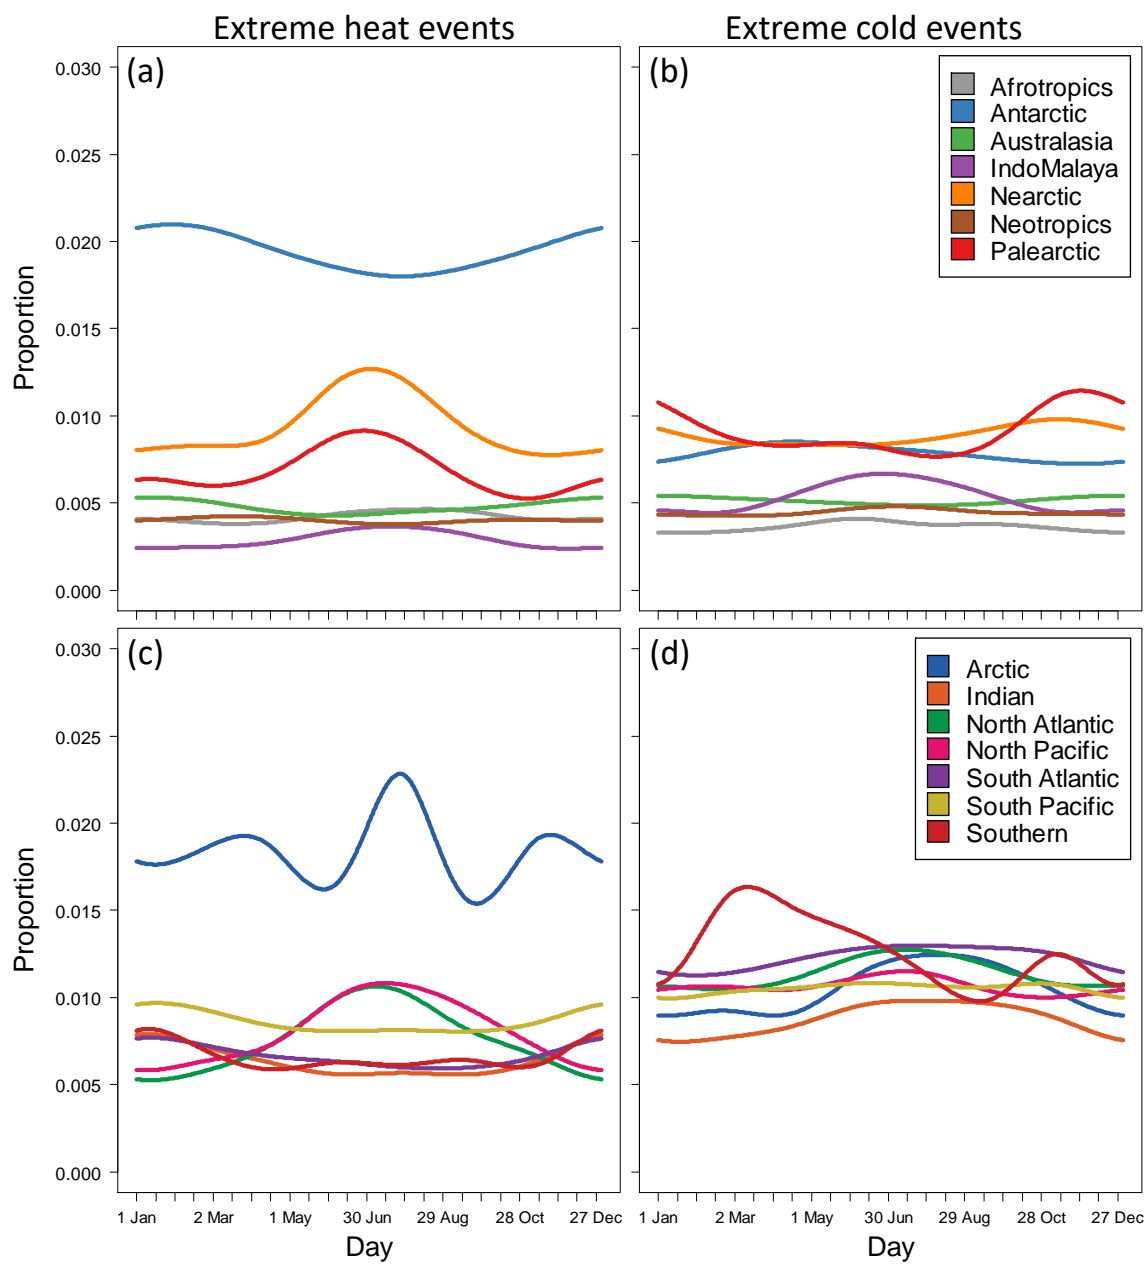 Extreme heat events
Extreme cold events
(a)
(b)
0.030
0.025
0.020
0.015
0.010
0.005
0.000
Proportion
Afrotropics
Antarctic
Australasia
IndoMalaya
Nearctic
Neotropics
Palearctic
(c)
(d)
0.030
0.025
0.020
0.015
0.010
0.005
0.000
Proportion
Arctic
Indian
North Atlantic
North Pacific
South Atlantic
South Pacific
Southern
1 Jan 2 Mar 1 May 30 Jun 29 Aug 28 Oct 27 Dec
1 Jan 2 Mar 1 May 30 Jun 29 Aug 28 Oct 27 Dec
Day
Day